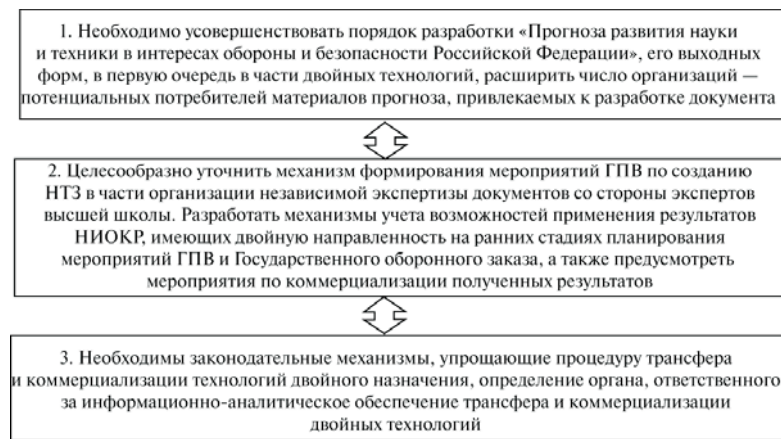 1. Необходимо усовершенствовать порядок разработки «Прогноза развития науки
и техники в интересах обороны и безопасности Российской Федерации», его выходных
форм, в первую очередь в части двойных технологий, расширить число организаций —
потенциальных потребителей материалов прогноза, привлекаемых к разработке документа
2. Целесообразно уточнить механизм формирования мероприятий ГПВ по созданию
НТЗ в части организации независимой экспертизы документов со стороны экспертов
высшей школы. Разработать механизмы учета возможностей применения результатов
НИОКР, имеющих двойную направленность на ранних стадиях планирования
мероприятий ГПВ и Государственного оборонного заказа, а также предусмотреть
мероприятия по коммерциализации полученных результатов
3. Необходимы законодательные механизмы, упрощающие процедуру трансфера
и коммерциализации технологий двойного назначения, определение органа, ответственного
за информационно-аналитическое обеспечение трансфера и коммерциализации
двойных технологий